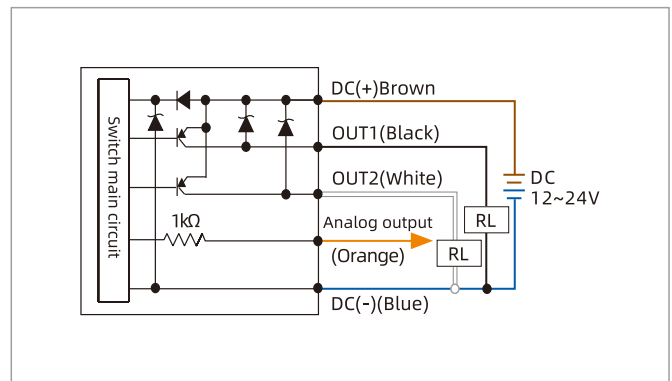 DC(+)Brown
OUT1(Black)
Switch main circuit
OUT2(White)
DC
12~24V
1kΩ
Analog output
RL
(Orange)
RL
DC(-)(Blue)